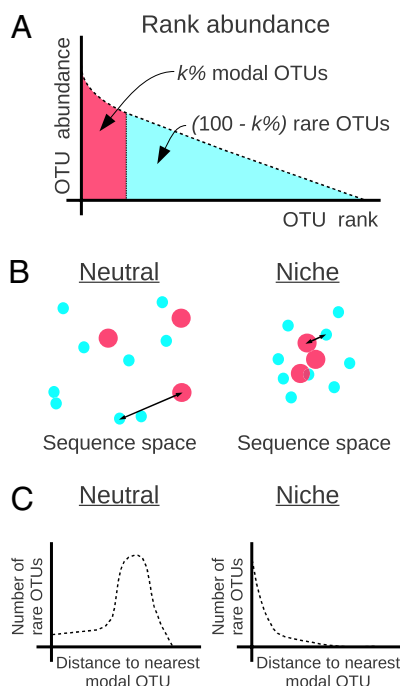 A
Rank abundance
k% modal OTUs
(100 - k%) rare OTUs
OTU abundance
OTU rank
B
Neutral
Niche
Sequence space
Sequence space
C
Neutral
Niche
Number of
rare OTUs
Number of
rare OTUs
Distance to nearest
modal OTU
Distance to nearest
modal OTU